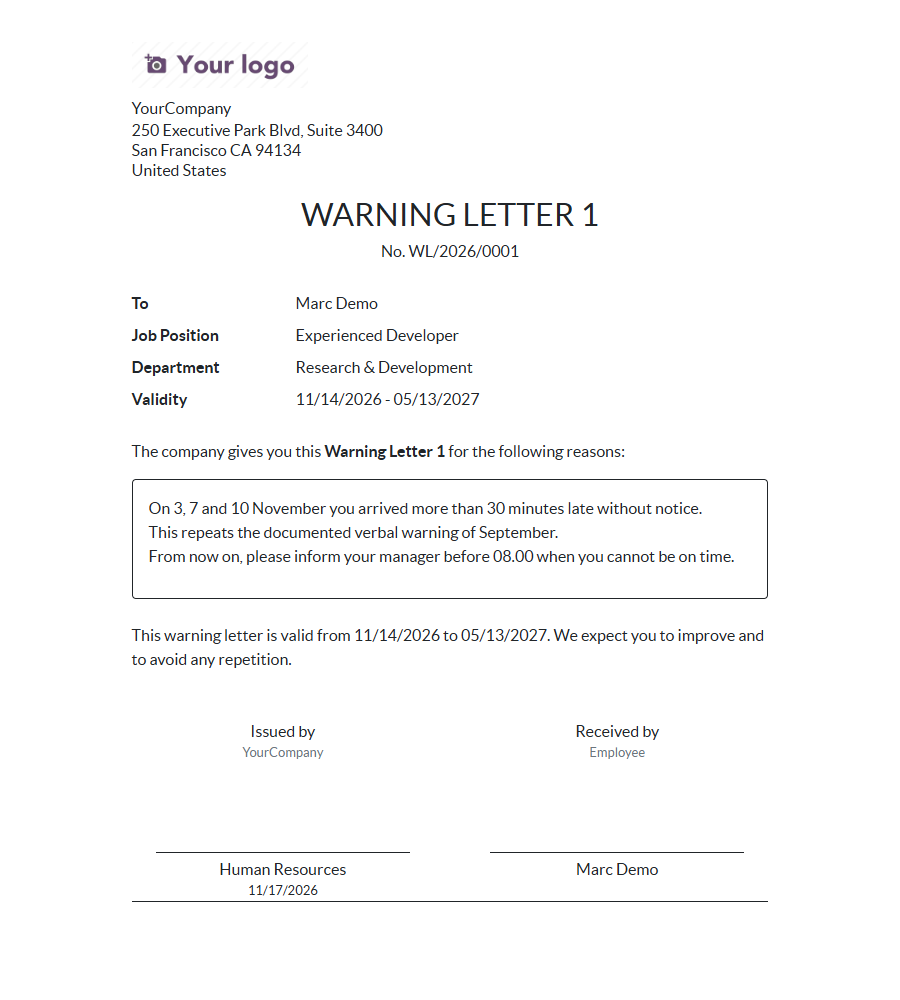 Your logo
YourCompany
250 Executive Park Blvd, Suite 3400
San Francisco CA 94134
United States
WARNING LETTER 1
No. WL/2026/0001
To Marc Demo
Job Position Experienced Developer
Department Research & Development
Validity 11/14/2026 - 05/13/2027
The company gives you this Warning Letter 1 for the following reasons:
On 3, 7 and 10 November you arrived more than 30 minutes late without notice.
This repeats the documented verbal warning of September.
From now on, please inform your manager before 08.00 when you cannot be on time.
This warning letter is valid from 11/14/2026 to 05/13/2027. We expect you to improve and
to avoid any repetition.
Issued by Received by
YourCompany Employee
Human Resources Marc Demo
11/17/2026